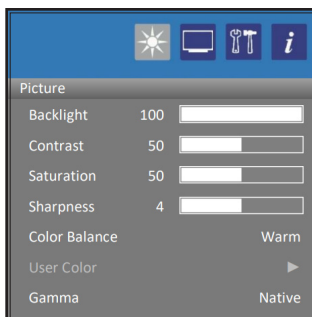 i
Picture
Backlight 100
Contrast 50
Saturation 50
Sharpness 4
Color Balance Warm
User Color
Gamma Native